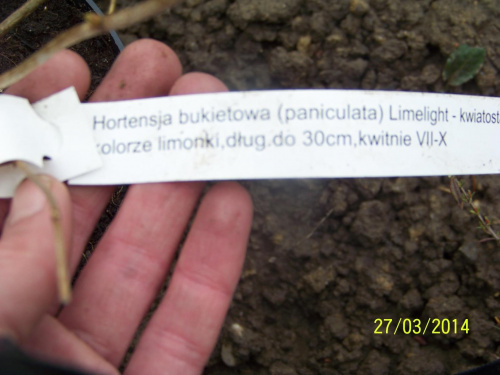 Hortensja bukietowa (paniculata) Limelight - kwiatost
kolorze limonki,dług.do 30cm,kwitnie VII-X
27/03/2014